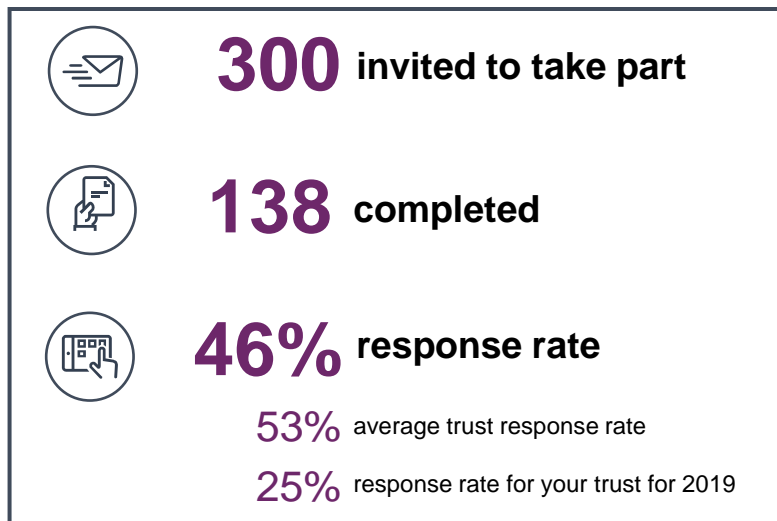 300 invited to take part
138 completed
46% response rate
53% average trust response rate
25% response rate for your trust for 2019